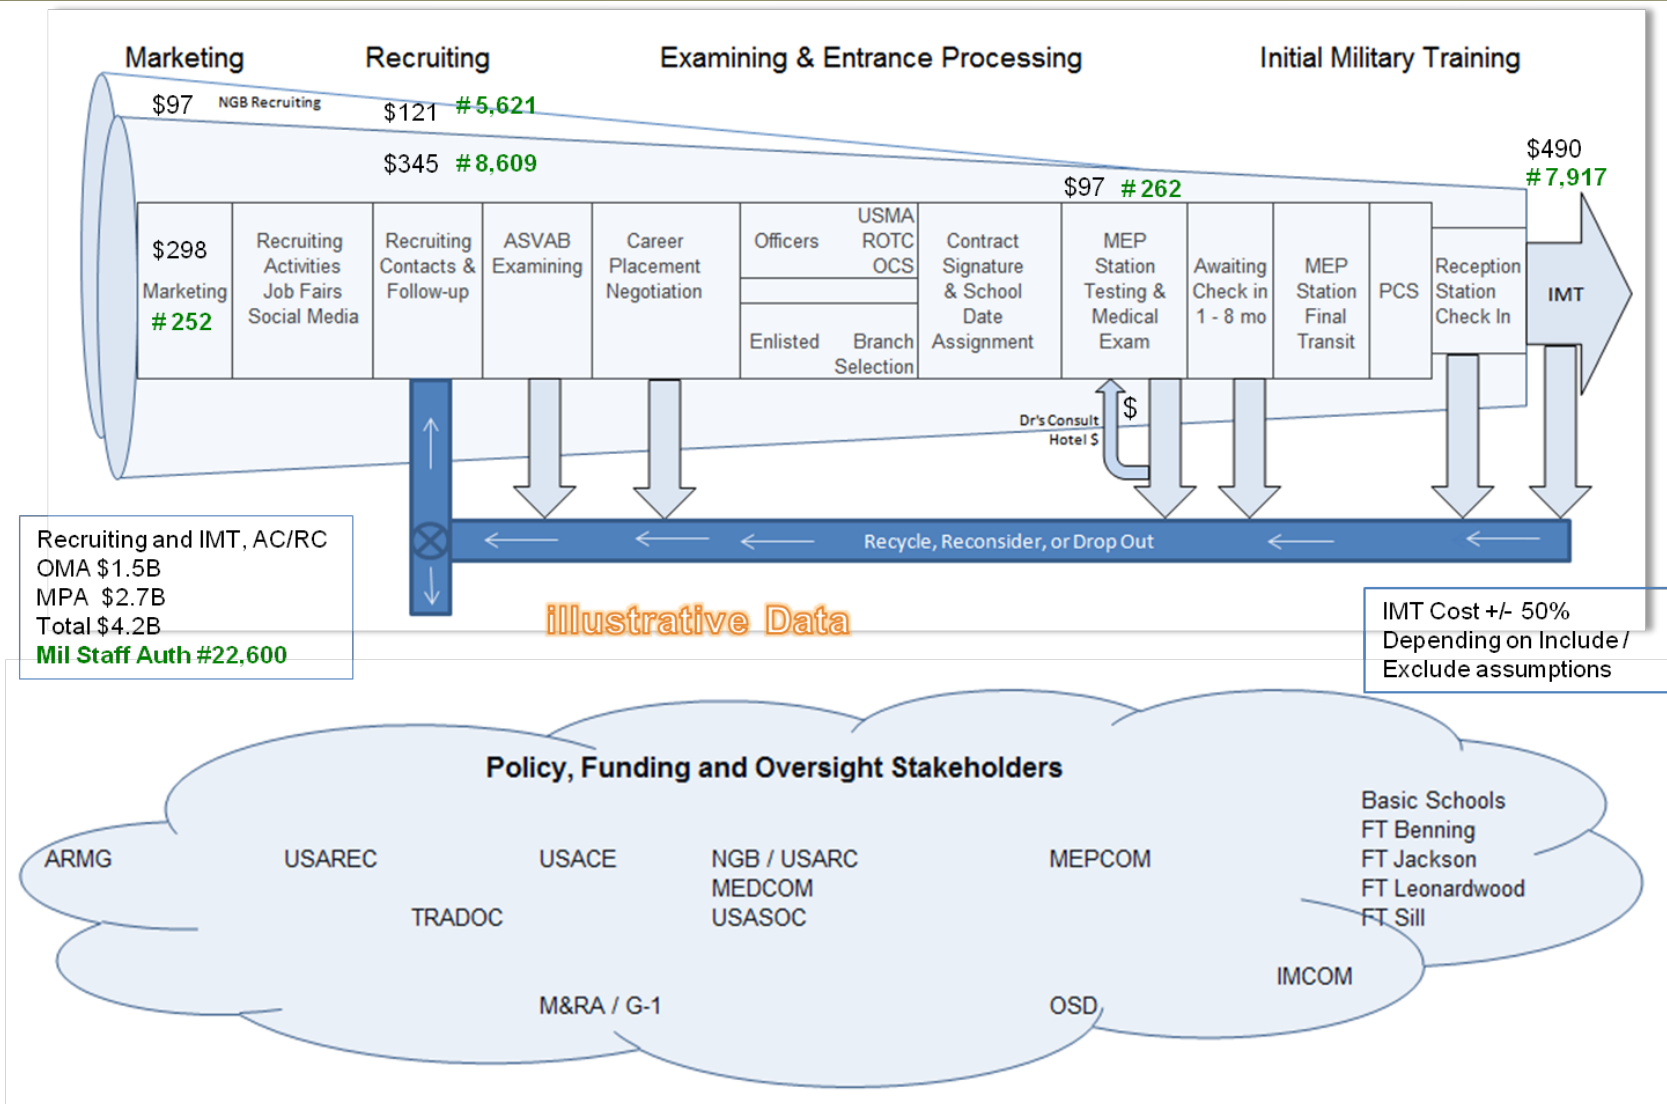 Marketing
Recruiting
Examining & Entrance Processing
Initial Military Training
$97
NGB Recruiting
$121
#5,621
$345
#8,609
$97
#262
$490
#7,917
$298
Marketing
#252
Recruiting
Activities
Job Fairs
Social Media
Recruiting
Contacts &
Follow-up
ASVAB
Examining
Career
Placement
Negotiation
Officers
USMA
ROTC
OCS
Enlisted
Branch
Selection
Contract
Signature
& School
Date
Assignment
MEP
Station
Testing &
Medical
Exam
Awaiting
Check in
1 - 8 mo
MEP
Station
Final
Transit
PCS
Reception
Station
Check In
IMT
Dr's Consult
Hotel $
$
Recycle, Reconsider, or Drop Out
Recruiting and IMT, AC/RC
OMA $1.5B
MPA $2.7B
Total $4.2B
Mil Staff Auth #22,600
illustrative Data
IMT Cost +/- 50%
Depending on Include /
Exclude assumptions
Policy, Funding and Oversight Stakeholders
ARMG
USAREC
TRADOC
USACE
NGB / USARC
MEDCOM
USASOC
MEPCOM
Basic Schools
FT Benning
FT Jackson
FT Leonardwood
FT Sill
IMCOM
M&RA / G-1
OSD